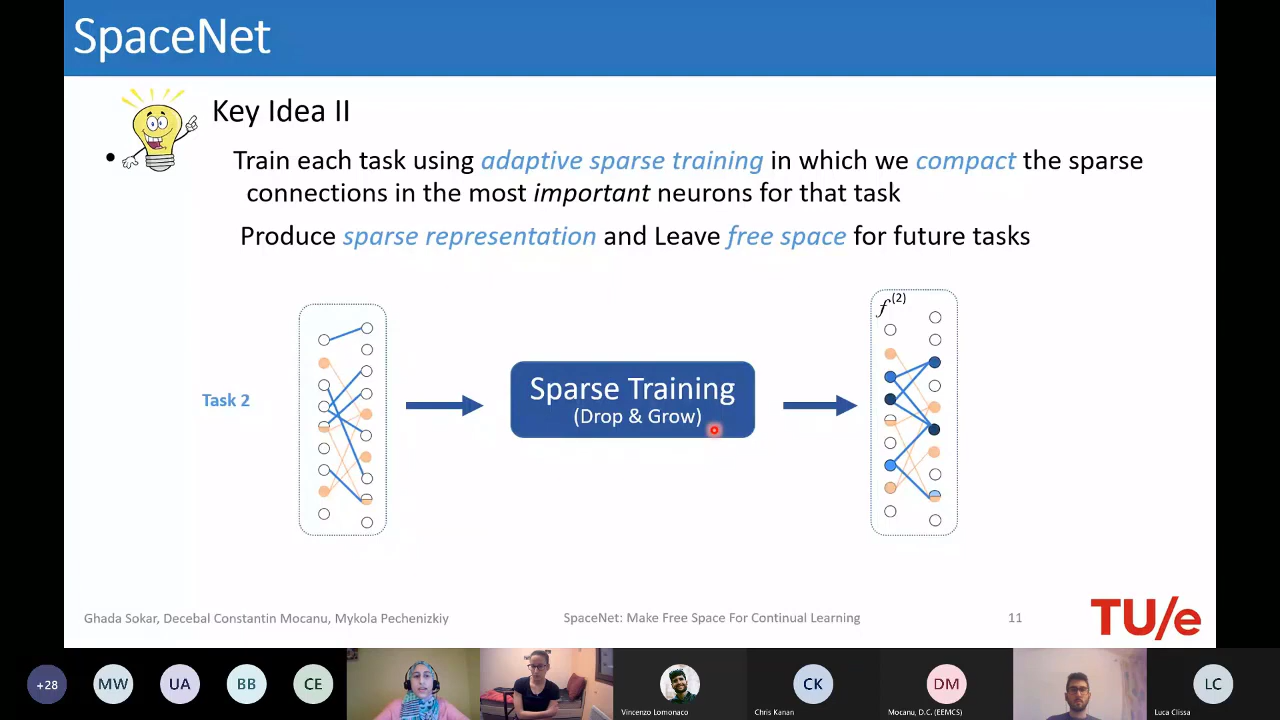 SpaceNet
Key Idea II
• Train each task using adaptive sparse training in which we compact the sparse
connections in the most important neurons for that task
Produce sparse representation and Leave free space for future tasks
f(2)
Task 2
Sparse Training
(Drop & Grow)
Ghada Sokar, Decebal Constantin Mocanu, Mykola Pechenizkiy
SpaceNet: Make Free Space For Continual Learning
11
TU/e
+28
MW
UA
BB
CE
Vincenzo Lomonaco
CK
Chris Kanan
DM
Mocanu, D.C. (EEMCS)
LC
Luca Clissa